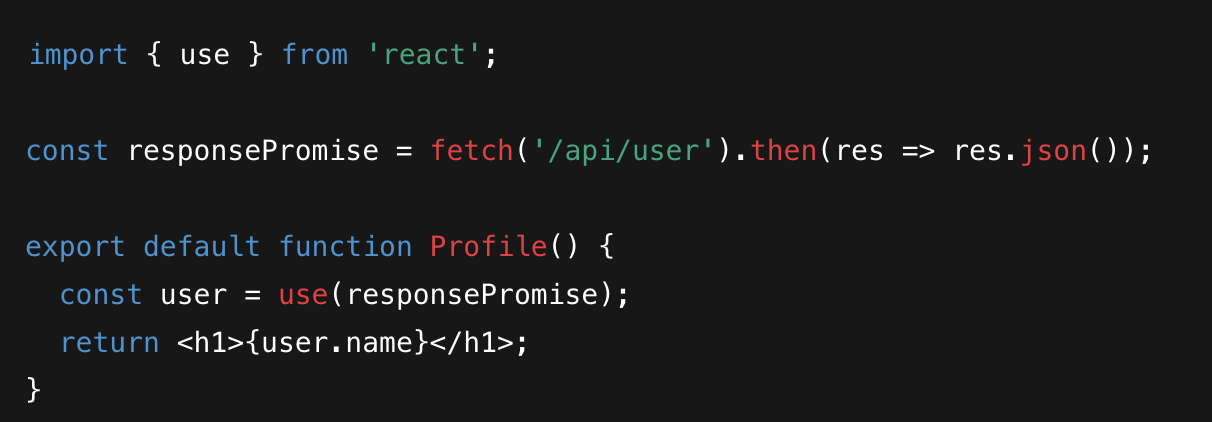 import { use } from 'react';
const responsePromise = fetch('/api/user').then(res => res.json());
export default function Profile() {
  const user = use(responsePromise);
  return <h1>{user.name}</h1>;
}